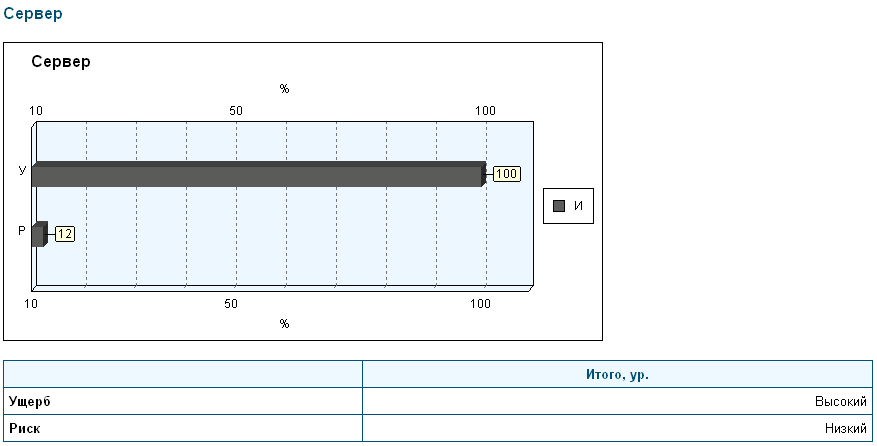 Сервер
Сервер
%
10 50 100
У 100
Р 12
И
10 50 100
%
Итого, ур.
Ущерб Высокий
Риск Низкий